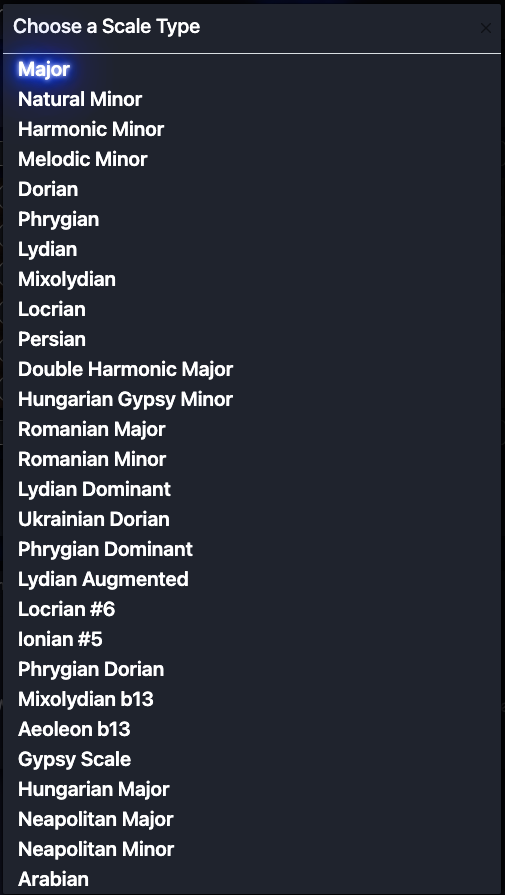 Choose a Scale Type
Major
Natural Minor
Harmonic Minor
Melodic Minor
Dorian
Phrygian
Lydian
Mixolydian
Locrian
Persian
Double Harmonic Major
Hungarian Gypsy Minor
Romanian Major
Romanian Minor
Lydian Dominant
Ukrainian Dorian
Phrygian Dominant
Lydian Augmented
Locrian #6
Ionian #5
Phrygian Dorian
Mixolydian b13
Aeoleon b13
Gypsy Scale
Hungarian Major
Neapolitan Major
Neapolitan Minor
Arabian